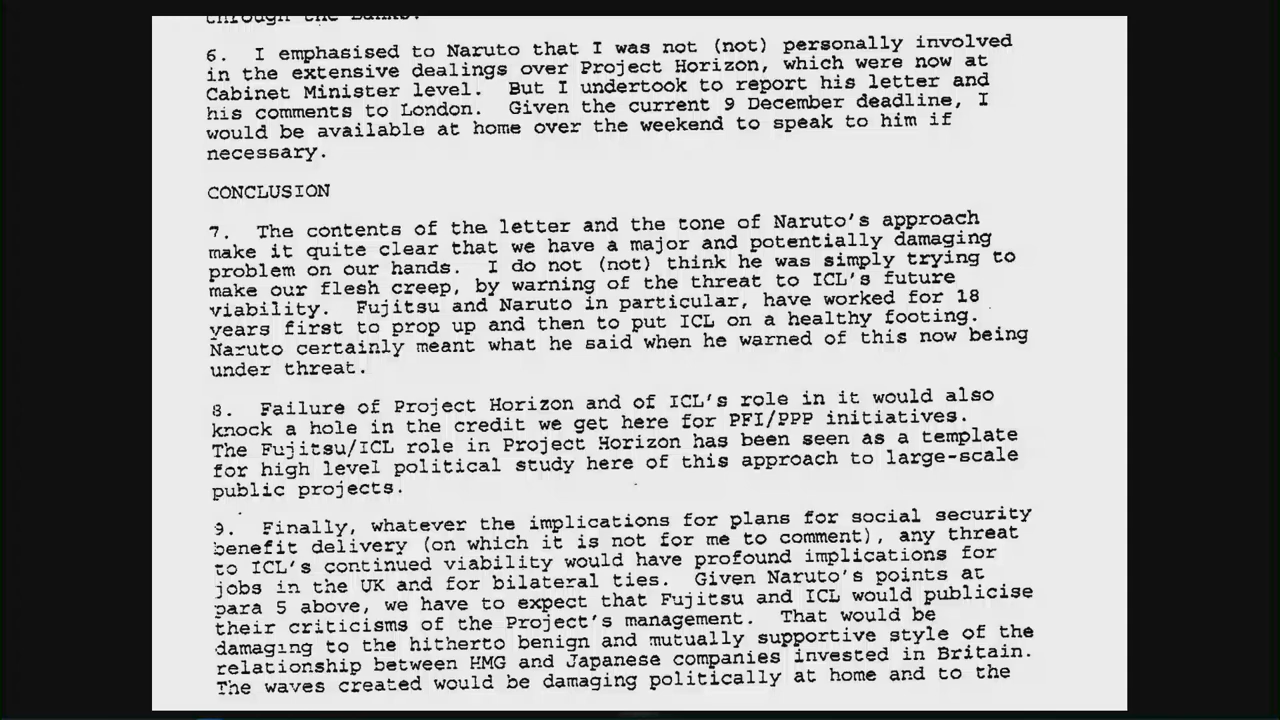 through the Banks.
6. I emphasised to Naruto that I was not (not) personally involved
in the extensive dealings over Project Horizon, which were now at
Cabinet Minister level. But I undertook to report his letter and
his comments to London. Given the current 9 December deadline, I
would be available at home over the weekend to speak to him if
necessary.
CONCLUSION
7. The contents of the letter and the tone of Naruto's approach
make it quite clear that we have a major and potentially damaging
problem on our hands. I do not (not) think he was simply trying to
make our flesh creep, by warning of the threat to ICL's future
viability. Fujitsu and Naruto in particular, have worked for 18
years first to prop up and then to put ICL on a healthy footing.
Naruto certainly meant what he said when he warned of this now being
under threat.
8. Failure of Project Horizon and of ICL's role in it would also
knock a hole in the credit we get here for PFI/PPP initiatives.
The Fujitsu/ICL role in Project Horizon has been seen as a template
for high level political study here of this approach to large-scale
public projects.
9. Finally, whatever the implications for plans for social security
benefit delivery (on which it is not for me to comment), any threat
to ICL's continued viability would have profound implications for
jobs in the UK and for bilateral ties. Given Naruto's points at
para 5 above, we have to expect that Fujitsu and ICL would publicise
their criticisms of the Project's management. That would be
damaging to the hitherto benign and mutually supportive style of the
relationship between HMG and Japanese companies invested in Britain.
The waves created would be damaging politically at home and to the